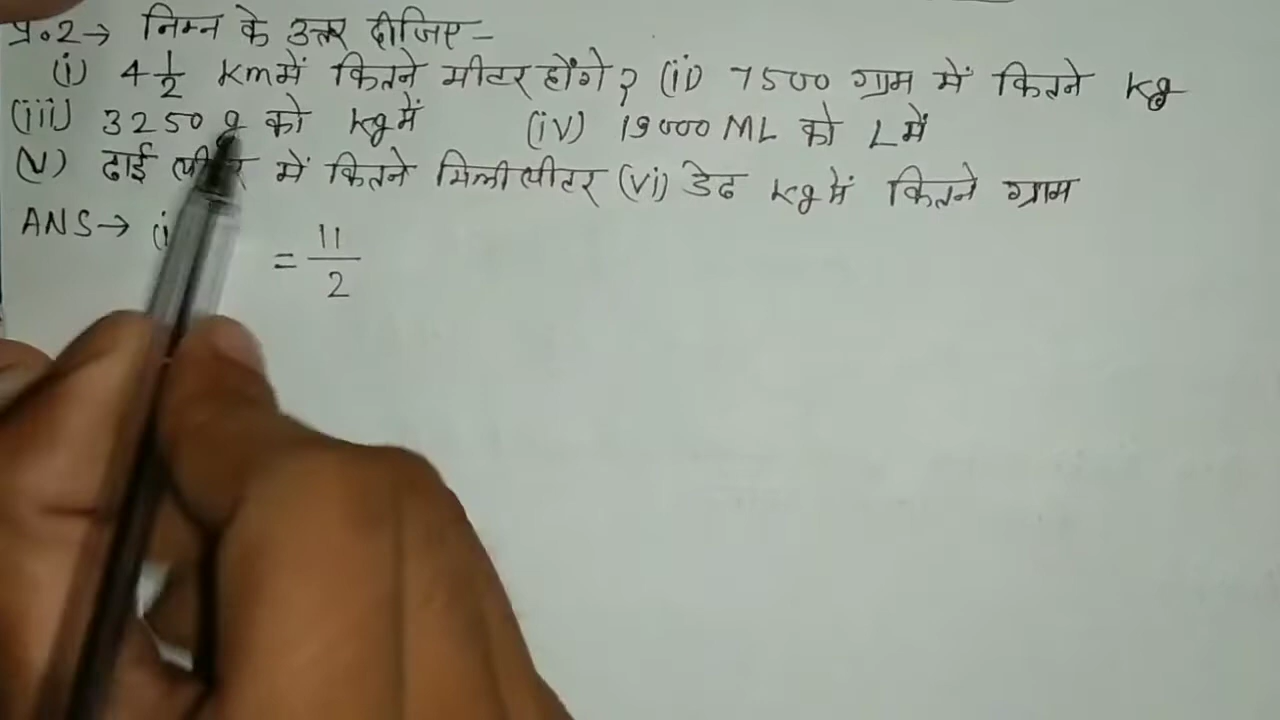 प्र.2→ निम्न के उत्तर दीजिए -
(i) 4 1/2 Km में कितने मीटर होंगे? (ii) 7500 ग्राम में कितने kg
(iii) 3250 g को kg में (iv) 19000 ML को L में
(V) ढाई में कितने मिलीलीटर (Vi) डेढ kg में कितने ग्राम
ANS→ (i
= 11/2